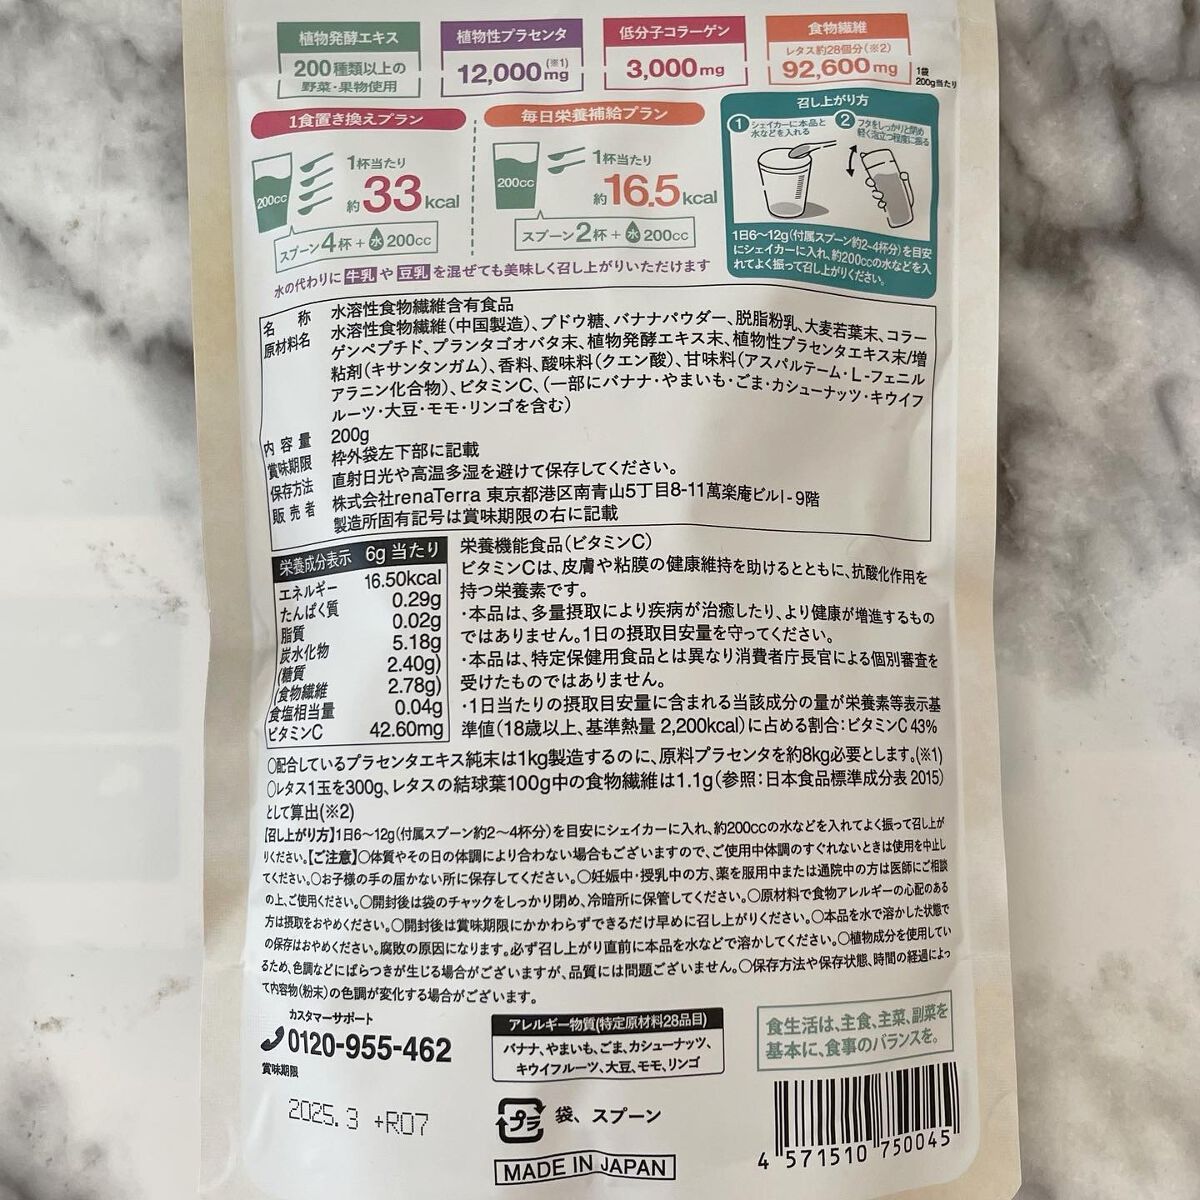 植物発酵エキス
200種類以上の
野菜・果物使用
植物性プラセンタ
12,000mg(※1)
低分子コラーゲン
3,000mg
食物繊維
レタス約28個分(※2)
92,600mg
1袋
200g当たり
1食置き換えプラン
200cc
1杯当たり
約33kcal
スプーン4杯+水200cc
毎日栄養補給プラン
200cc
1杯当たり
約16.5kcal
スプーン2杯+水200cc
水の代わりに牛乳や豆乳を混ぜても美味しく召し上がりいただけます
召し上がり方
1 シェイカーに本品と
水などを入れる
2 フタをしっかりと閉め
軽く泡立つ程度に振る
1日6〜12g(付属スプーン約2〜4杯分)を目安
にシェイカーに入れ、約200ccの水などを入
れてよく振って召し上がりください。
名称 水溶性食物繊維含有食品
原材料名 水溶性食物繊維(中国製造)、ブドウ糖、バナナパウダー、脱脂粉乳、大麦若葉末、コラー
ゲンペプチド、プランタゴオバタ末、植物発酵エキス末、植物性プラセンタエキス末/増
粘剤(キサンタンガム)、香料、酸味料(クエン酸)、甘味料(アスパルテーム・L-フェニル
アラニン化合物)、ビタミンC、(一部にバナナ・やまいも・ごま・カシューナッツ・キウイフ
ルーツ・大豆・モモ・リンゴを含む)
内容量 200g
賞味期限 枠外袋左下部に記載
保存方法 直射日光や高温多湿を避けて保存してください。
販売者 株式会社renaTerra 東京都港区南青山5丁目8-11萬楽庵ビルI-9階
製造所固有記号は賞味期限の右に記載
栄養成分表示 6g当たり
エネルギー 16.50kcal
たんぱく質 0.29g
脂質 0.02g
炭水化物 5.18g
(糖質 2.40g)
(食物繊維 2.78g)
食塩相当量 0.04g
ビタミンC 42.60mg
栄養機能食品(ビタミンC)
ビタミンCは、皮膚や粘膜の健康維持を助けるとともに、抗酸化作用を
持つ栄養素です。
・本品は、多量摂取により疾病が治癒したり、より健康が増進するもの
ではありません。1日の摂取目安量を守ってください。
・本品は、特定保健用食品とは異なり消費者庁長官による個別審査を
受けたものではありません。
・1日当たりの摂取目安量に含まれる当該成分の量が栄養素等表示基
準値(18歳以上、基準熱量2,200kcal)に占める割合:ビタミンC 43%
○配合しているプラセンタエキス純末は1kg製造するのに、原料プラセンタを約8kg必要とします。(※1)
○レタス1玉を300g、レタスの結球葉100g中の食物繊維は1.1g(参照:日本食品標準成分表2015)
として算出(※2)
【召し上がり方】1日6〜12g(付属スプーン約2〜4杯分)を目安にシェイカーに入れ、約200ccの水などを入れてよく振って召し上が
りください。【ご注意】○体質やその日の体調により合わない場合もございますので、ご使用中体調のすぐれないときは使用を中止し
てください。○お子様の手の届かない所に保存してください。○妊娠中・授乳中の方、薬を服用中または通院中の方は医師にご相談
の上、ご使用ください。○開封後は袋のチャックをしっかり閉め、冷暗所に保管してください。○原材料で食物アレルギーの心配のある
方は摂取をおやめください。○開封後は賞味期限にかかわらずできるだけ早めに召し上がりください。○本品を水で溶かした状態で
の保存はおやめください。腐敗の原因になります。必ず召し上がり直前に本品を水などで溶かしてください。○植物成分を使用してい
るため、色調などにばらつきが生じる場合がございますが、品質には問題ございません。○保存方法や保存状態、時間の経過によっ
て内容物(粉末)の色調が変化する場合がございます。
カスタマーサポート
0120-955-462
賞味期限
2025. 3 +R07
アレルギー物質(特定原材料28品目)
バナナ、やまいも、ごま、カシューナッツ、
キウイフルーツ、大豆、モモ、リンゴ
プラ 袋、スプーン
MADE IN JAPAN
食生活は、主食、主菜、副菜を
基本に、食事のバランスを。
4 571510 750045